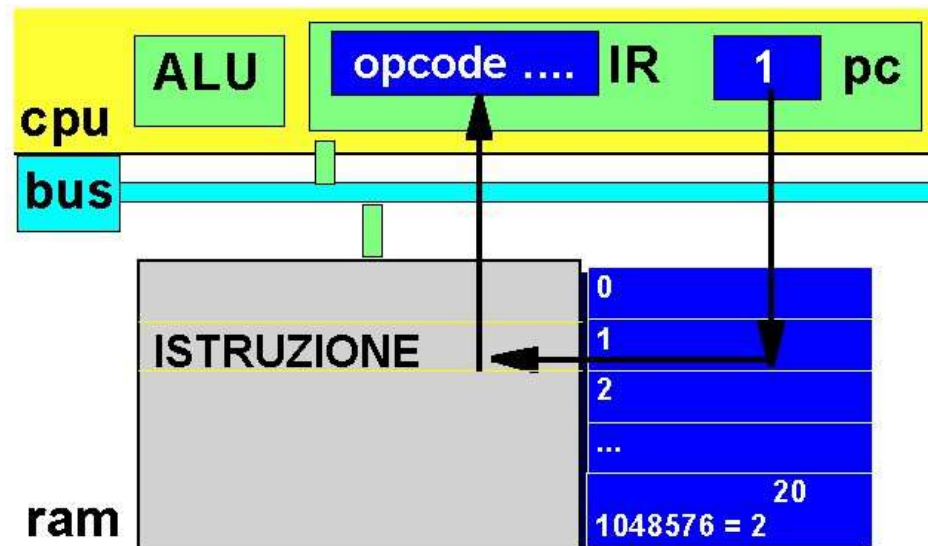 ALU
opcode ....
IR
1
pc
cpu
bus
0
ISTRUZIONE
1
2
...
20
ram
1048576 = 2